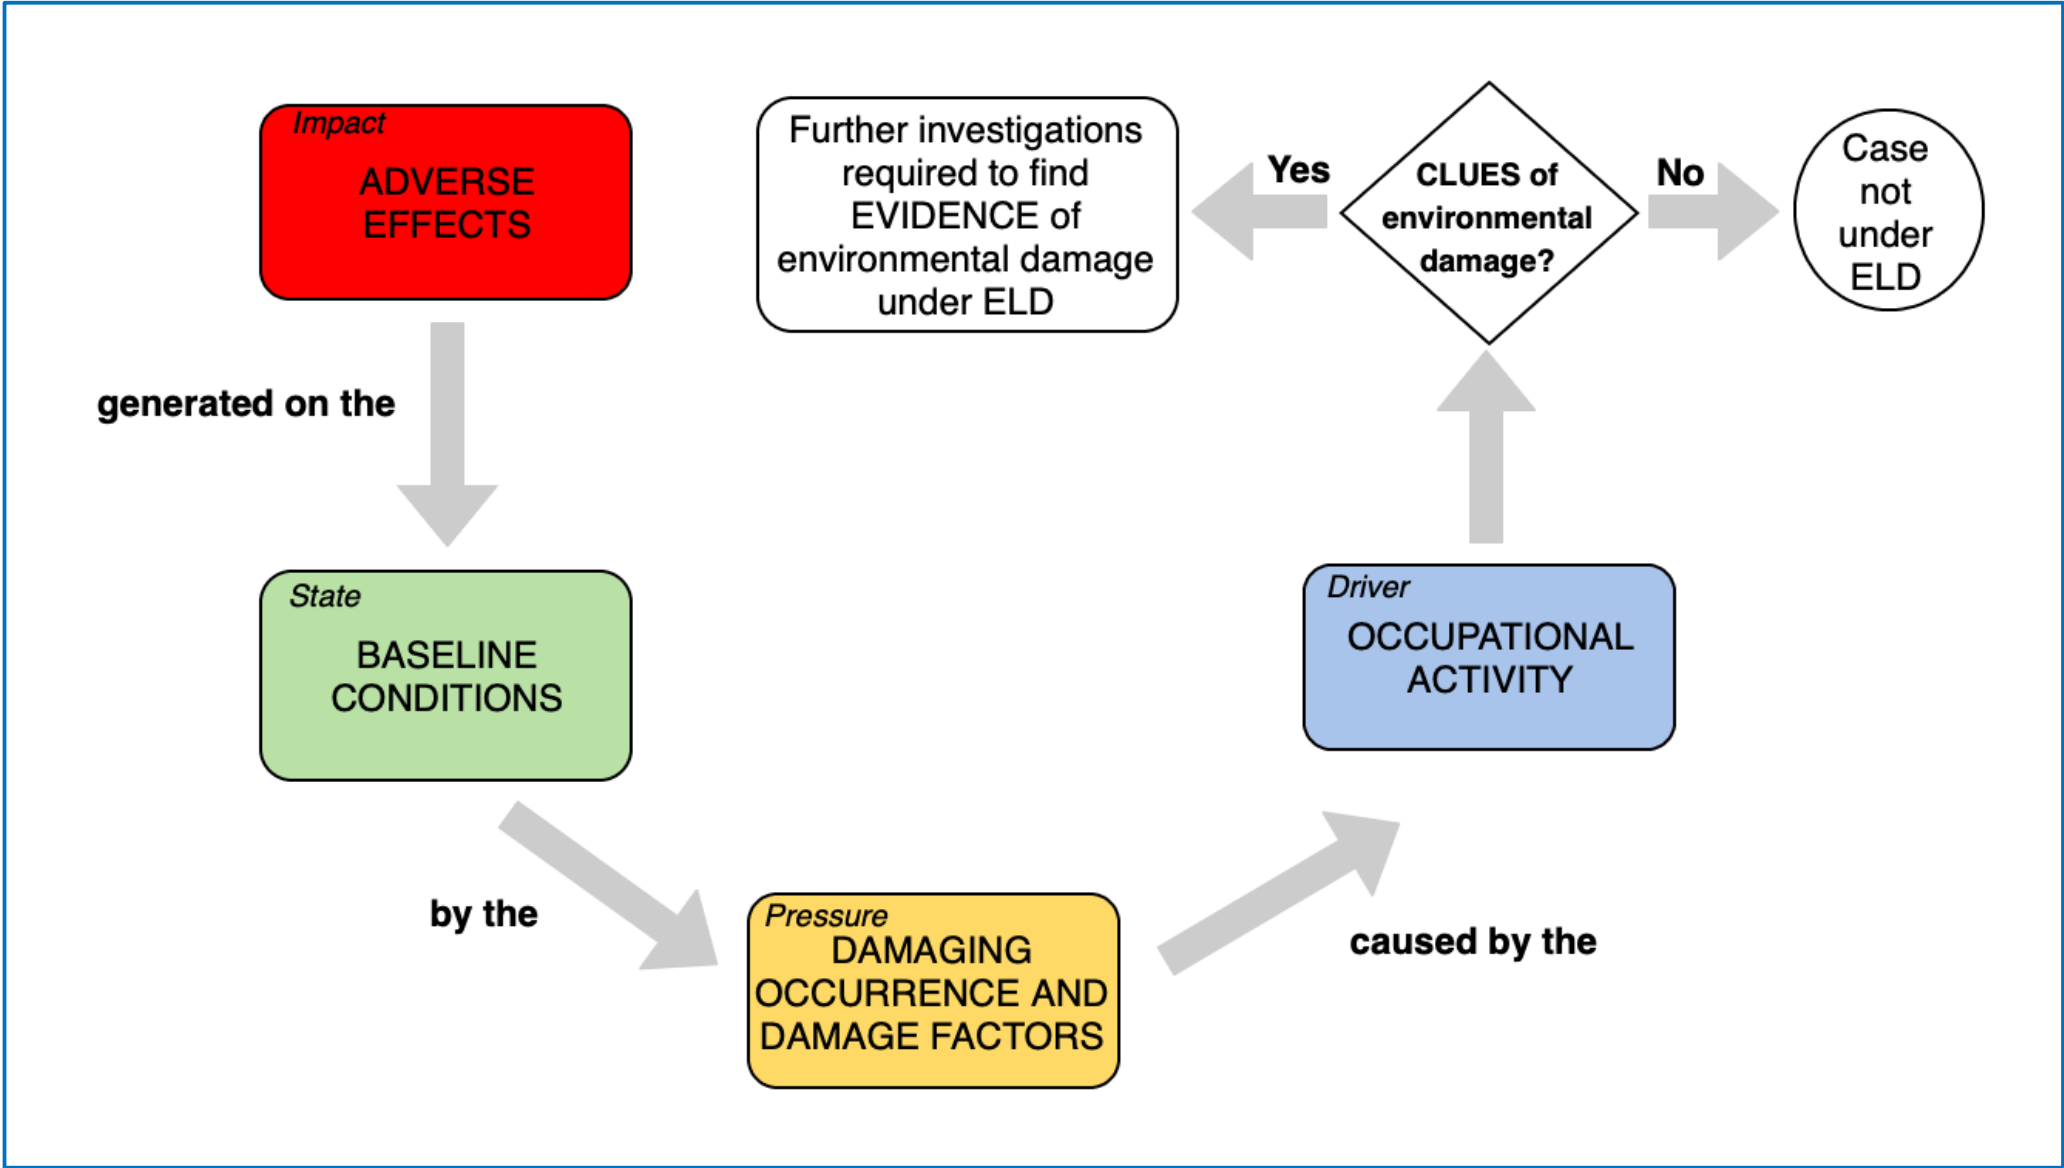 Impact
ADVERSE
EFFECTS
generated on the
State
BASELINE
CONDITIONS
by the
Pressure
DAMAGING
OCCURRENCE AND
DAMAGE FACTORS
caused by the
Driver
OCCUPATIONAL
ACTIVITY
CLUES of
environmental
damage?
Yes
Further investigations
required to find
EVIDENCE of
environmental damage
under ELD
No
Case
not
under
ELD